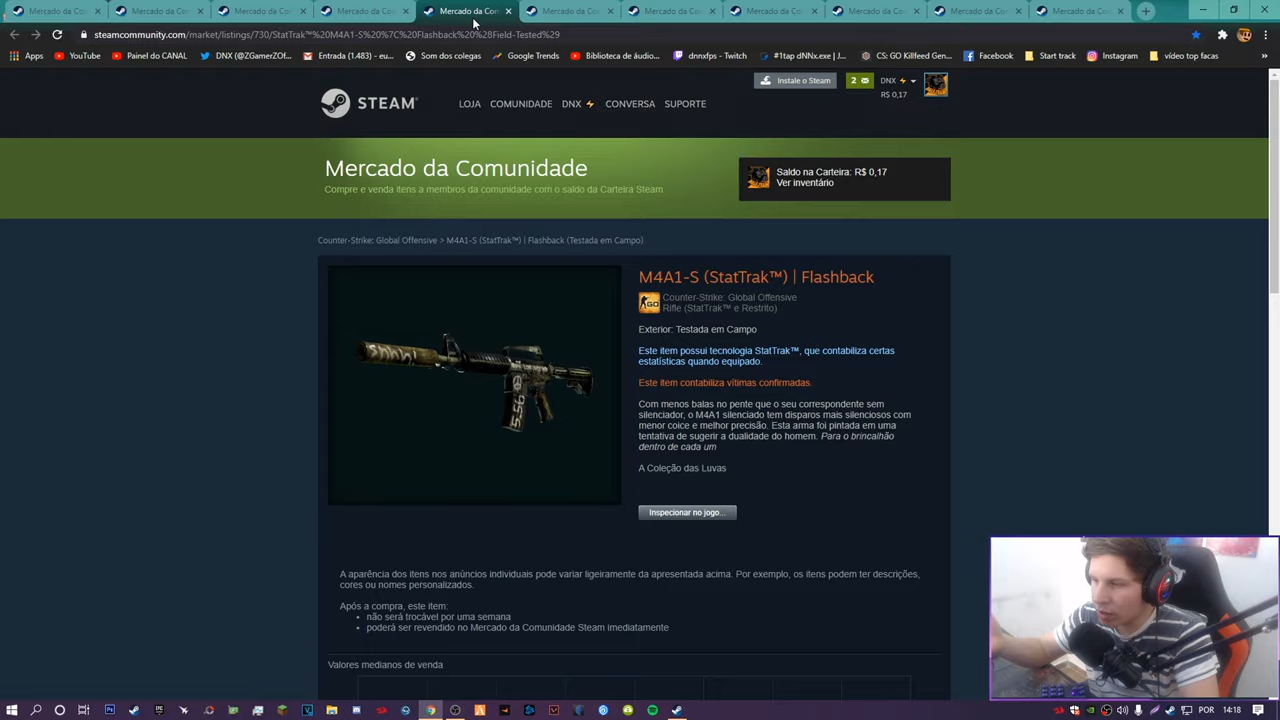 Mercado da Con
steamcommunity.com/market/listings/730/StatTrak™%20M4A1-S%20%7C%20Flashback%20%28Field-Tested%29
Apps YouTube Painel do CANAL DNX (@ZGamerZOf... Entrada (1.483) - eu... Som dos colegas Google Trends Biblioteca de áudio... dnnxfps - Twitch #1tap dNNx.exe | J... GC Killfeed Gen... Facebook Start track Instagram video top facas
Instale o Steam 2 DNX
R$ 0,17
STEAM LOJA COMUNIDADE DNX CONVERSA SUPORTE
Mercado da Comunidade
Compre e venda itens a membros da comunidade com o saldo da Carteira Steam
Saldo na Carteira: R$ 0,17
Ver inventário
Counter-Strike: Global Offensive > M4A1-S (StatTrak™) | Flashback (Testada em Campo)
M4A1-S (StatTrak™) | Flashback
Counter-Strike: Global Offensive
Rifle (StatTrak™ e Restrito)
Exterior: Testada em Campo
Este item possui tecnologia StatTrak™, que contabiliza certas
estatísticas quando equipado.
Este item contabiliza vítimas confirmadas.
Com menos balas no pente que o seu correspondente sem
silenciador, o M4A1 silenciado tem disparos mais silenciosos com
menor coice e melhor precisão. Esta arma foi pintada em uma
tentativa de sugerir a dualidade do homem. Para o brincalhão
dentro de cada um
A Coleção das Luvas
Inspecionar no jogo...
5.56
A aparência dos itens nos anúncios individuais pode variar ligeiramente da apresentada acima. Por exemplo, os itens podem ter descrições,
cores ou nomes personalizados.
Após a compra, este item:
• não será trocável por uma semana
• poderá ser revendido no Mercado da Comunidade Steam imediatamente
Valores medianos de venda
POR 14:18